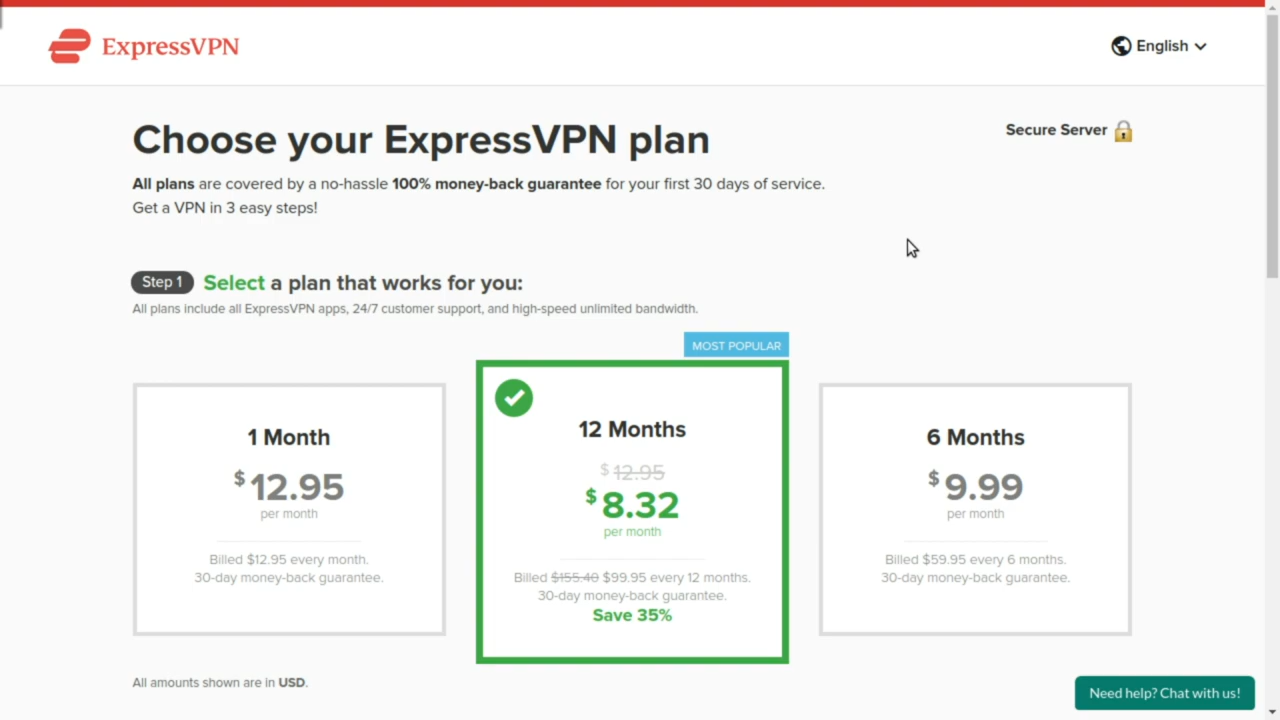 ExpressVPN
English
Choose your ExpressVPN plan
Secure Server
All plans are covered by a no-hassle 100% money-back guarantee for your first 30 days of service.
Get a VPN in 3 easy steps!
Step 1 Select a plan that works for you:
All plans include all ExpressVPN apps, 24/7 customer support, and high-speed unlimited bandwidth.
MOST POPULAR
1 Month
$12.95
per month
Billed $12.95 every month.
30-day money-back guarantee.
12 Months
$12.95
$8.32
per month
Billed $155.40 $99.95 every 12 months.
30-day money-back guarantee.
Save 35%
6 Months
$9.99
per month
Billed $59.95 every 6 months.
30-day money-back guarantee.
All amounts shown are in USD.
Need help? Chat with us!